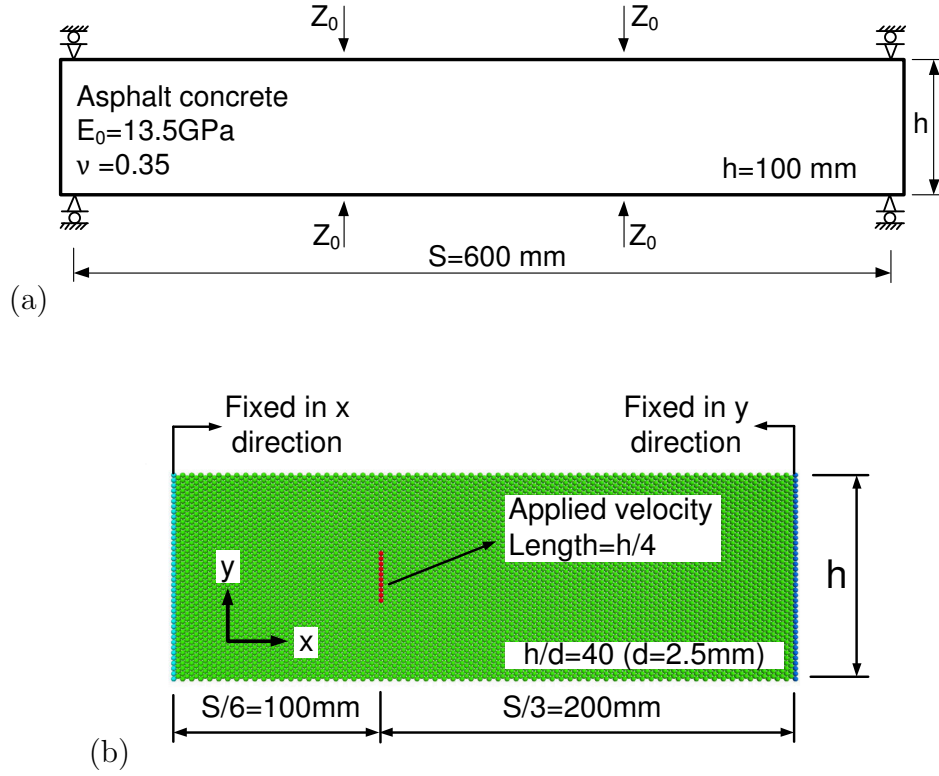 Z₀ Z₀
Asphalt concrete
E₀=13.5GPa
ν =0.35
h=100 mm
h
Z₀ Z₀
S=600 mm
(a)
Fixed in x
direction
Fixed in y
direction
Applied velocity
Length=h/4
y
x
h
h/d=40 (d=2.5mm)
S/6=100mm
S/3=200mm
(b)